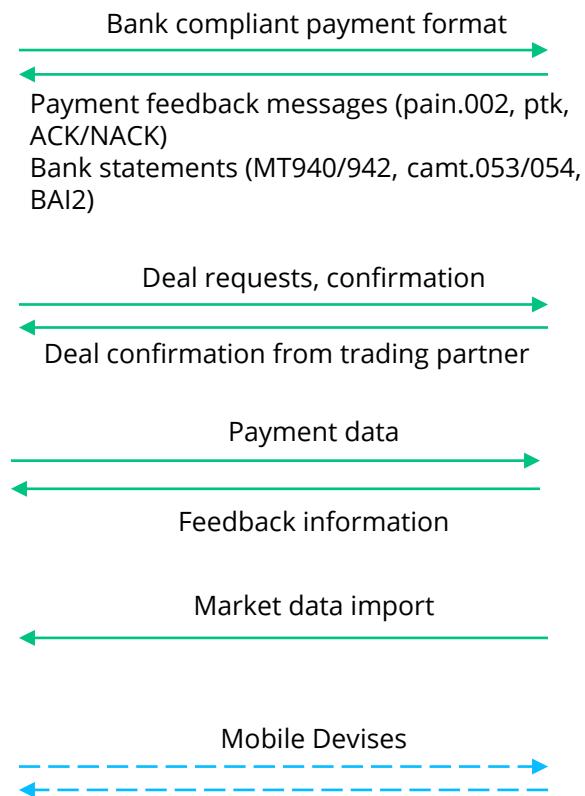 Bank compliant payment format
Payment feedback messages (pain.002, ptk,
ACK/NACK)
Bank statements (MT940/942, camt.053/054,
BAI2)
Deal requests, confirmation
Deal confirmation from trading partner
Payment data
Feedback information
Market data import
Mobile Devises